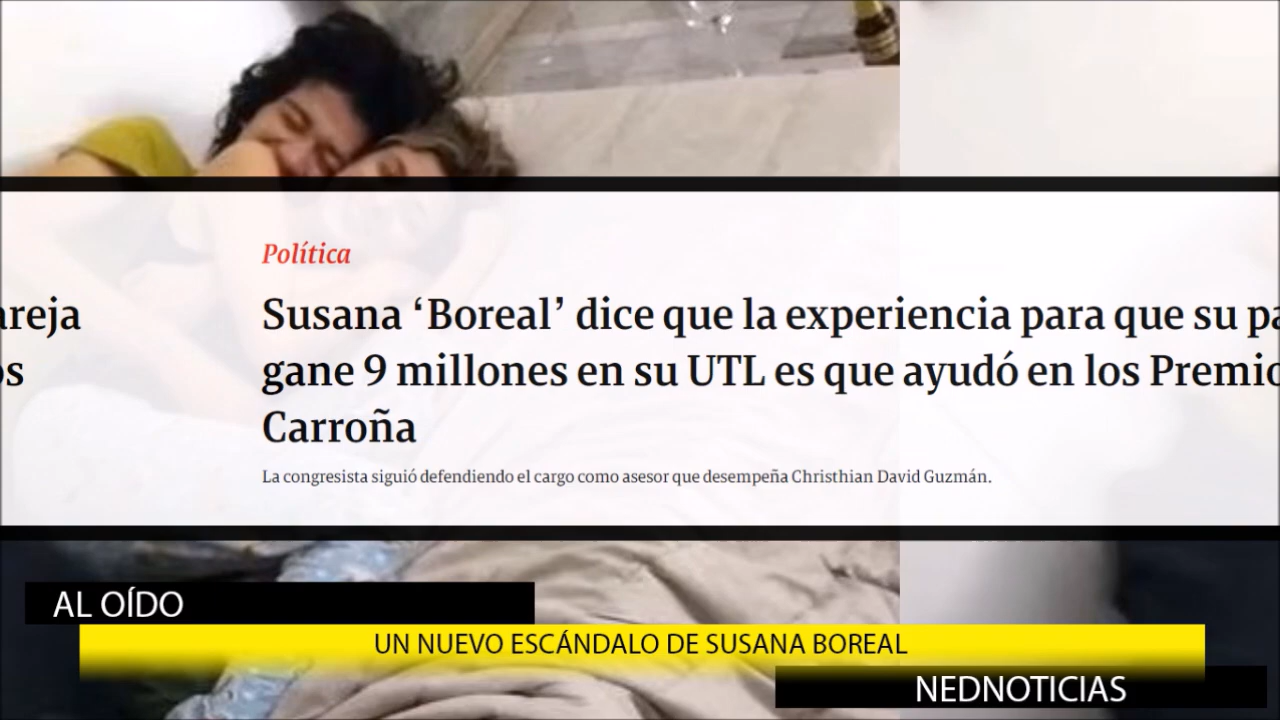 Política
areja
Susana ‘Boreal’ dice que la experiencia para que su pa
os
gane 9 millones en su UTL es que ayudó en los Premio
Carroña
La congresista siguió defendiendo el cargo como asesor que desempeña Christhian David Guzmán.
AL OÍDO
UN NUEVO ESCÁNDALO DE SUSANA BOREAL
NEDNOTICIAS